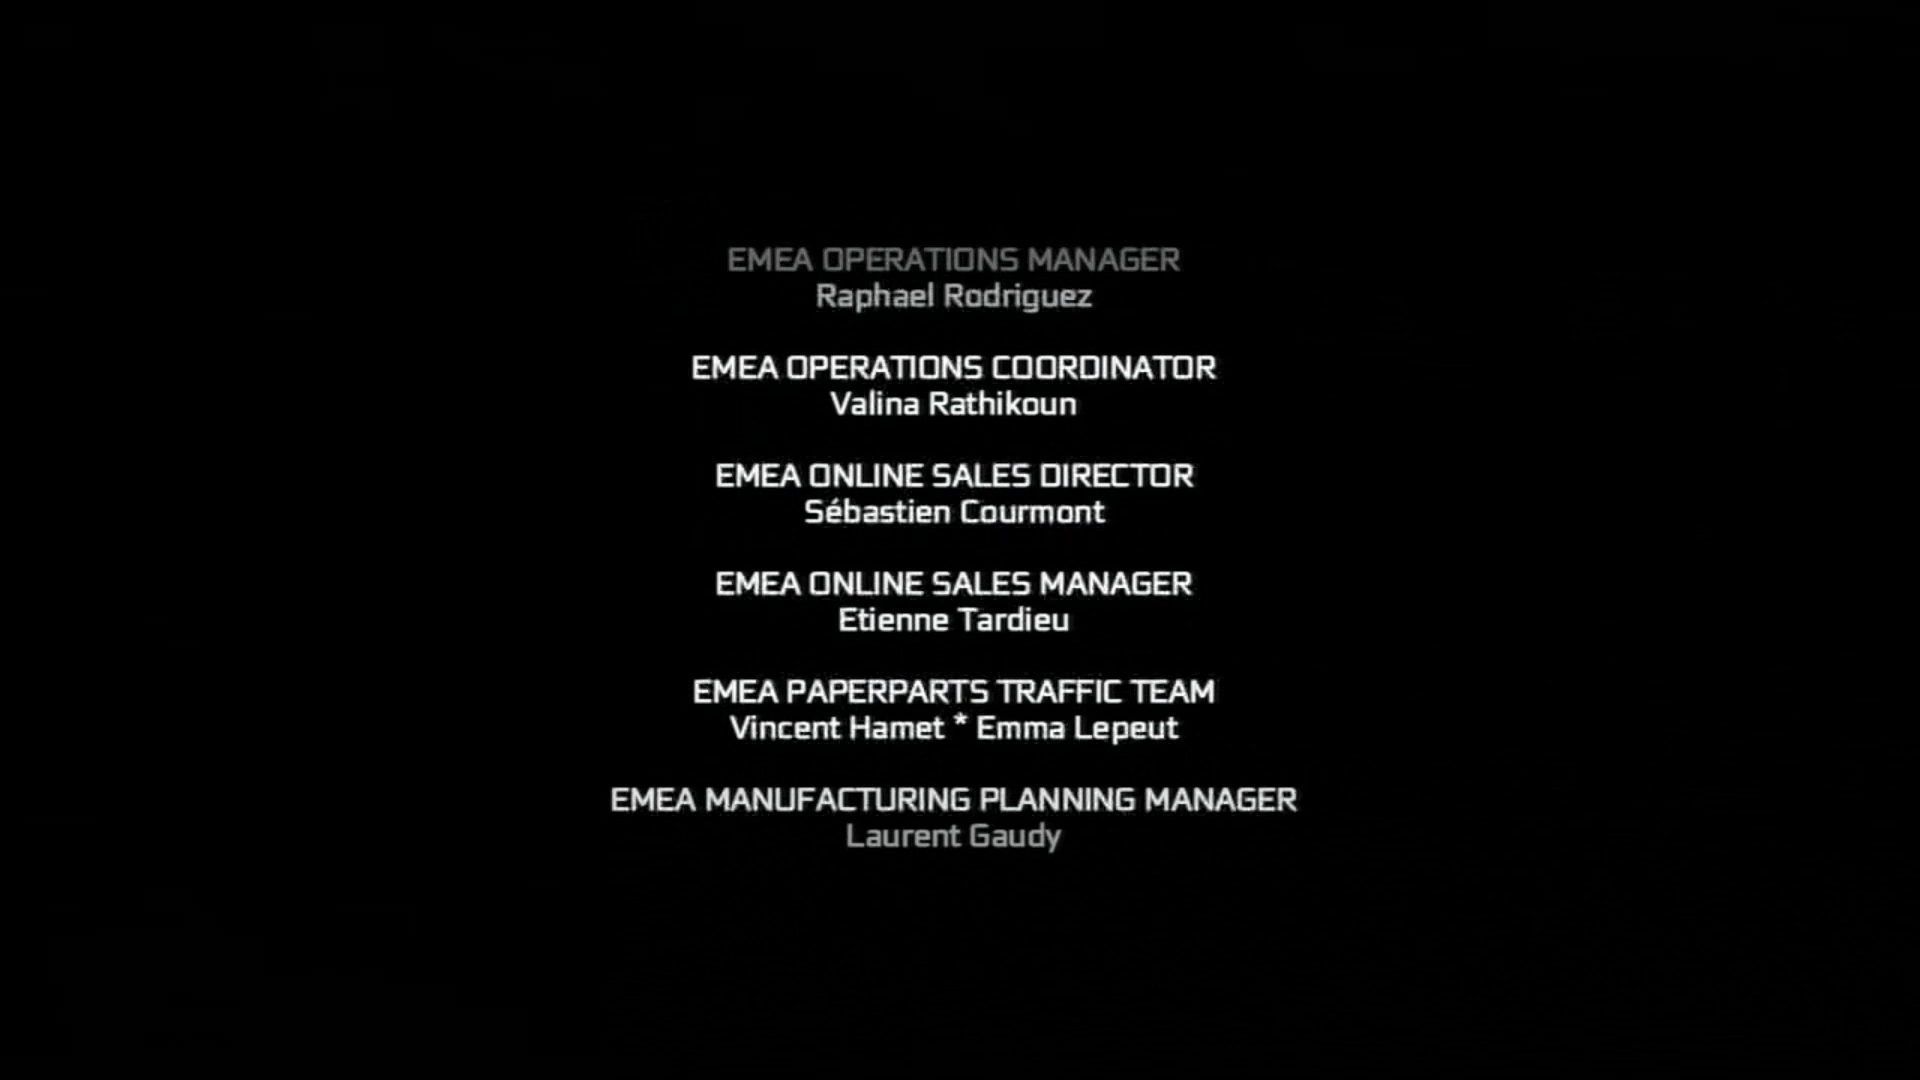 EMEA OPERATIONS MANAGER
Raphael Rodriguez
EMEA OPERATIONS COORDINATOR
Valina Rathikoun
EMEA ONLINE SALES DIRECTOR
Sébastien Courmont
EMEA ONLINE SALES MANAGER
Etienne Tardieu
EMEA PAPERPARTS TRAFFIC TEAM
Vincent Hamet * Emma Lepeut
EMEA MANUFACTURING PLANNING MANAGER
Laurent Gaudy